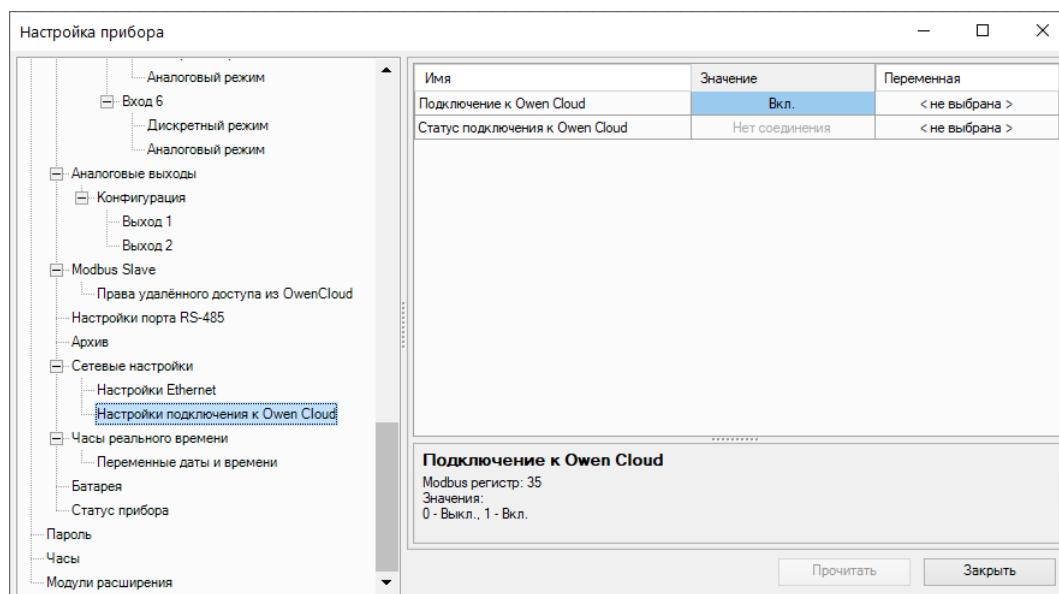 Настройка прибора
Аналоговый режим
Вход 6
Дискретный режим
Аналоговый режим
Аналоговые выходы
Конфигурация
Выход 1
Выход 2
Modbus Slave
Права удалённого доступа из OwenCloud
Настройки порта RS-485
Архив
Сетевые настройки
Настройки Ethernet
Настройки подключения к Owen Cloud
Часы реального времени
Переменные даты и времени
Батарея
Статус прибора
Пароль
Часы
Модули расширения
Имя Значение Переменная
Подключение к Owen Cloud Вкл. < не выбрана >
Статус подключения к Owen Cloud Нет соединения < не выбрана >
Подключение к Owen Cloud
Modbus регистр: 35
Значения:
0 - Выкл., 1 - Вкл.
Прочитать Закрыть